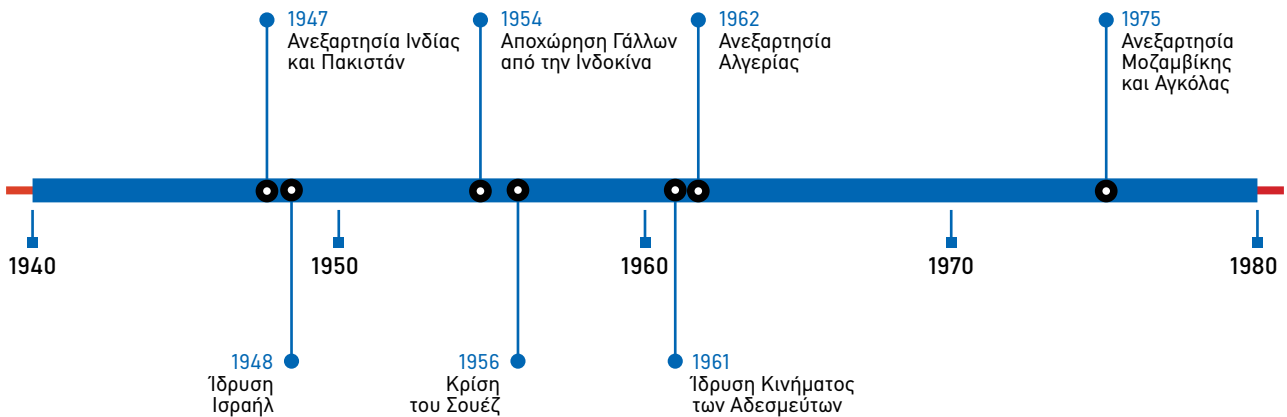 1947
Ανεξαρτησία Ινδίας
και Πακιστάν
1954
Αποχώρηση Γάλλων
από την Ινδοκίνα
1962
Ανεξαρτησία
Αλγερίας
1975
Ανεξαρτησία
Μοζαμβίκης
και Αγκόλας
1940
1950
1960
1970
1980
1948
Ίδρυση
Ισραήλ
1956
Κρίση
του Σουέζ
1961
Ίδρυση Κινήματος
των Αδεσμεύτων